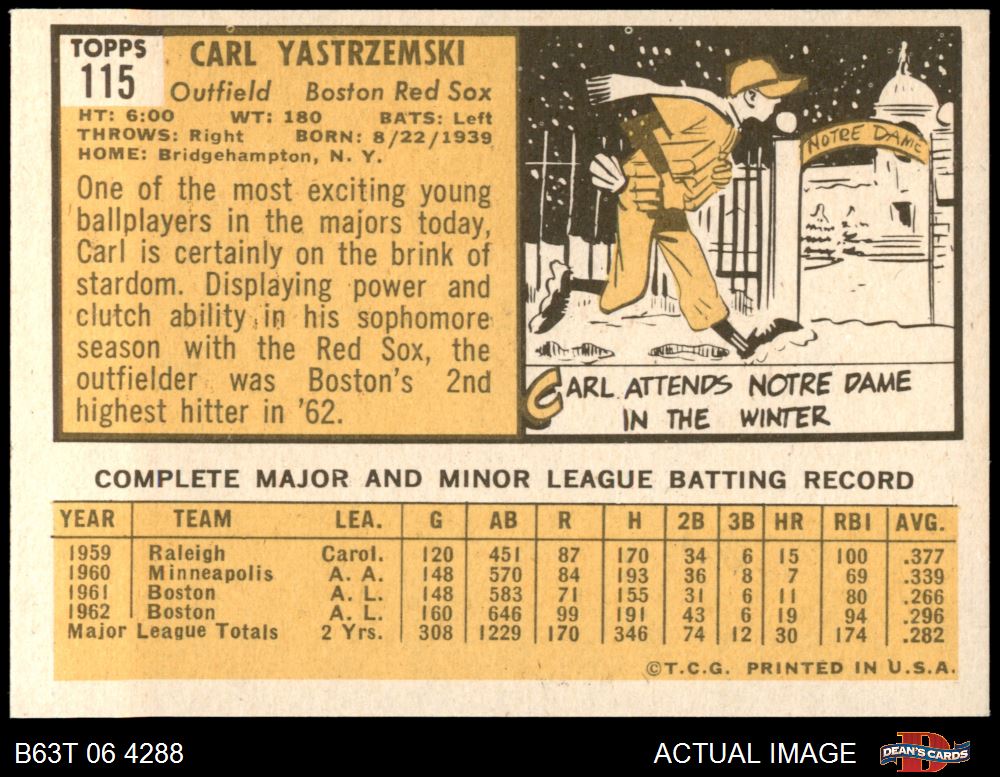 TOPPS
115
CARL YASTRZEMSKI
Outfield Boston Red Sox
HT: 6:00 WT: 180 BATS: Left
THROWS: Right BORN: 8/22/1939
HOME: Bridgehampton, N. Y.
One of the most exciting young
ballplayers in the majors today,
Carl is certainly on the brink of
stardom. Displaying power and
clutch ability in his sophomore
season with the Red Sox, the
outfielder was Boston's 2nd
highest hitter in '62.
NOTRE DAME
CARL ATTENDS NOTRE DAME
IN THE WINTER
COMPLETE MAJOR AND MINOR LEAGUE BATTING RECORD
YEAR TEAM LEA. G AB R H 2B 3B HR RBI AVG.
1959 Raleigh Carol. 120 451 87 170 34 6 15 100 .377
1960 Minneapolis A. A. 148 570 84 193 36 8 7 69 .339
1961 Boston A. L. 148 583 71 155 31 6 11 80 .266
1962 Boston A. L. 160 646 99 191 43 6 19 94 .296
Major League Totals 2 Yrs. 308 1229 170 346 74 12 30 174 .282
©T.C.G. PRINTED IN U.S.A.
B63T 06 4288 ACTUAL IMAGE DEAN'S CARDS